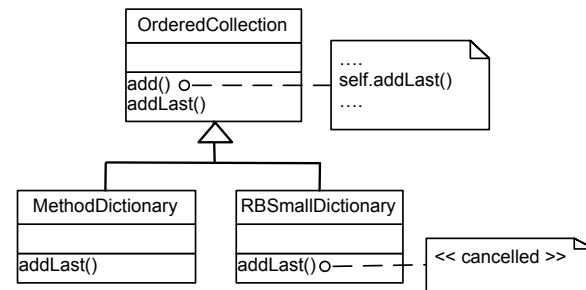 OrderedCollection
add()
addLast()
....
self.addLast()
....
MethodDictionary
addLast()
RBSmallDictionary
addLast()
<< cancelled >>